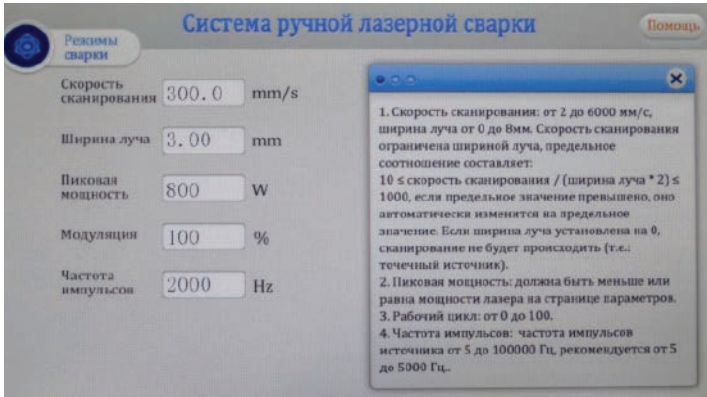 Система ручной лазерной сварки
Помощь
Режимы
сварки
Скорость
сканирования 300.0 mm/s
Ширина луча 3.00 mm
Пиковая
мощность 800 W
Модуляция 100 %
Частота
импульсов 2000 Hz
1. Скорость сканирования: от 2 до 6000 мм/с,
ширина луча от 0 до 8мм. Скорость сканирования
ограничена шириной луча, предельное
соотношение составляет:
10 ≤ скорость сканирования / (ширина луча * 2) ≤
1000, если предельное значение превышено, оно
автоматически изменится на предельное
значение. Если ширина луча установлена на 0,
сканирование не будет происходить (т.е.:
точечный источник).
2. Пиковая мощность: должна быть меньше или
равна мощности лазера на странице параметров.
3. Рабочий цикл: от 0 до 100.
4. Частота импульсов: частота импульсов
источника от 5 до 100000 Гц, рекомендуется от 5
до 5000 Гц..